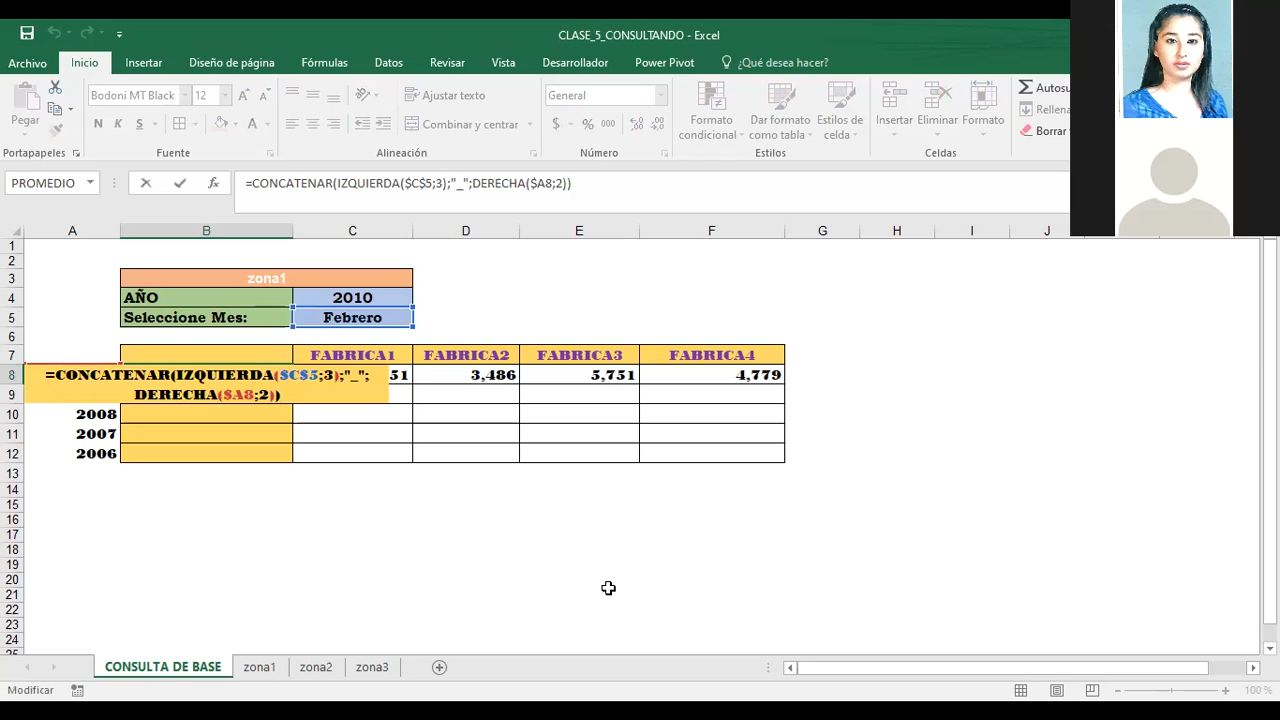 CLASE_5_CONSULTANDO - Excel
Archivo Inicio Insertar Diseño de página Fórmulas Datos Revisar Vista Desarrollador Power Pivot ¿Qué desea hacer?
Pegar
Bodoni MT Black 12 A A
N K S A
Ajustar texto
Combinar y centrar
General
$ % 000
Formato condicional
Dar formato como tabla
Estilos de celda
Insertar Eliminar Formato
Autosu
Rellena
Borrar
Portapapeles Fuente Alineación Número Estilos Celdas
PROMEDIO fx =CONCATENAR(IZQUIERDA($C$5;3);"_";DERECHA($A8;2))
A B C D E F G H I J
1
2
3 zona1
4 AÑO 2010
5 Seleccione Mes: Febrero
6
7 FABRICA1 FABRICA2 FABRICA3 FABRICA4
8 =CONCATENAR(IZQUIERDA($C$5;3);"_"; 51 3,486 5,751 4,779
9 DERECHA($A8;2))
10 2008
11 2007
12 2006
13
14
15
16
17
18
19
20
21
22
23
24
25
CONSULTA DE BASE zona1 zona2 zona3
Modificar 100 %